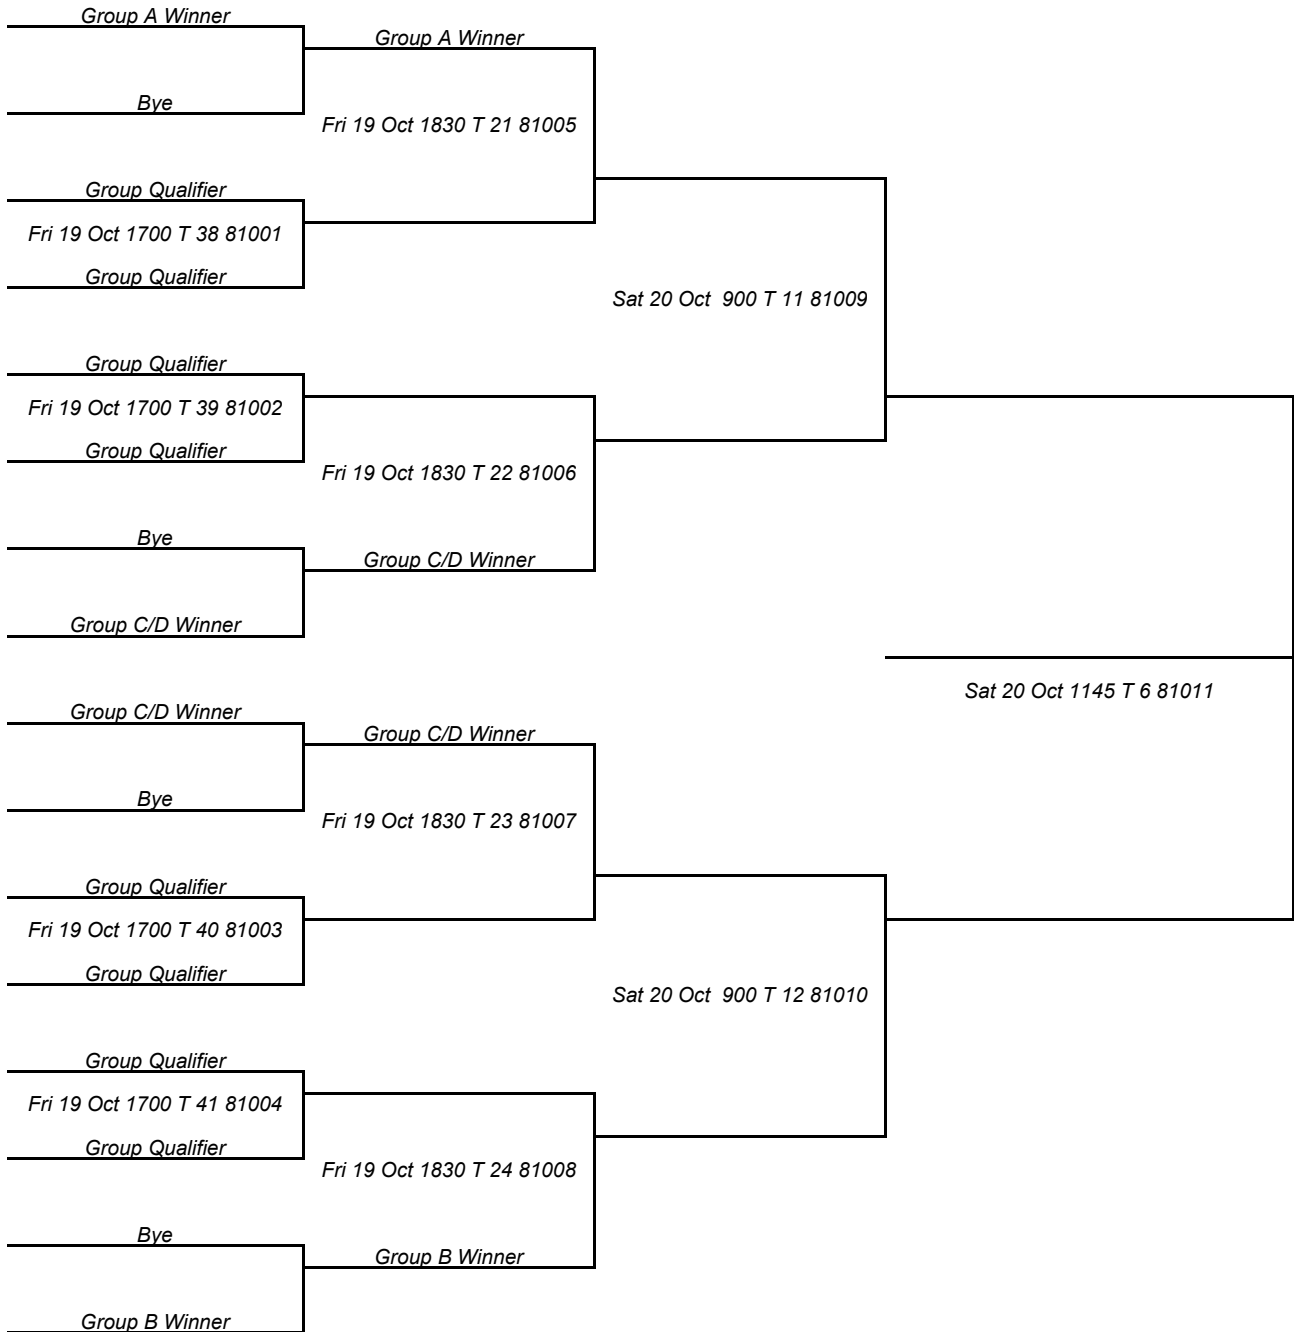 Group A Winner
Group A Winner
Bye
Fri 19 Oct 1830 T 21 81005
Group Qualifier
Fri 19 Oct 1700 T 38 81001
Group Qualifier
Sat 20 Oct  900 T 11 81009
Group Qualifier
Fri 19 Oct 1700 T 39 81002
Group Qualifier
Fri 19 Oct 1830 T 22 81006
Bye
Group C/D Winner
Group C/D Winner
Sat 20 Oct 1145 T 6 81011
Group C/D Winner
Group C/D Winner
Bye
Fri 19 Oct 1830 T 23 81007
Group Qualifier
Fri 19 Oct 1700 T 40 81003
Group Qualifier
Sat 20 Oct  900 T 12 81010
Group Qualifier
Fri 19 Oct 1700 T 41 81004
Group Qualifier
Fri 19 Oct 1830 T 24 81008
Bye
Group B Winner
Group B Winner